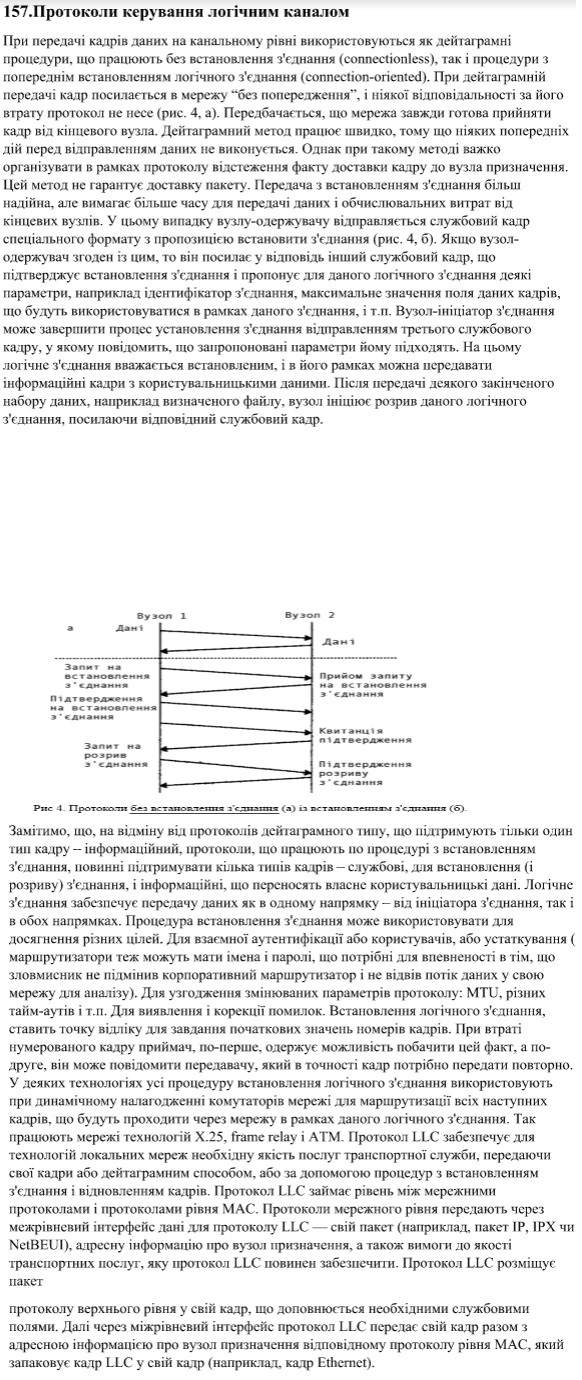 157.Протоколи керування логічним каналом
При передачі кадрів даних на канальному рівні використовуються як дейтаграмні
процедури, що працюють без встановлення з'єднання (connectionless), так і процедури з
попереднім встановленням логічного з'єднання (connection-oriented). При дейтаграмній
передачі кадр посилається в мережу “без попередження”, і ніякої відповідальності за його
втрату протокол не несе (рис. 4, а). Передбачається, що мережа завжди готова прийняти
кадр від кінцевого вузла. Дейтаграмний метод працює швидко, тому що ніяких попередніх
дій перед відправленням даних не виконується. Однак при такому методі важко
організувати в рамках протоколу відстеження факту доставки кадру до вузла призначення.
Цей метод не гарантує доставку пакету. Передача з встановленням з'єднання більш
надійна, але вимагає більше часу для передачі даних і обчислювальних витрат від
кінцевих вузлів. У цьому випадку вузлу-одержувачу відправляється службовий кадр
спеціального формату з пропозицією встановити з'єднання (рис. 4, б). Якщо вузол-
одержувач згоден із цим, то він посилає у відповідь інший службовий кадр, що
підтверджує встановлення з'єднання і пропонує для даного логічного з'єднання деякі
параметри, наприклад ідентифікатор з'єднання, максимальне значення поля даних кадрів,
що будуть використовуватися в рамках даного з'єднання, і т.п. Вузол-ініціатор з'єднання
може завершити процес установлення з'єднання відправленням третього службового
кадру, у якому повідомить, що запропоновані параметри йому підходять. На цьому
логічне з'єднання вважається встановленим, і в його рамках можна передавати
інформаційні кадри з користувальницькими даними. Після передачі деякого закінченого
набору даних, наприклад визначеного файлу, вузол ініціює розрив даного логічного
з'єднання, посилаючи відповідний службовий кадр.
Вузол 1 Вузол 2
а Дані
Дані
Запит на
встановлення
з'єднання
Прийом запиту
на встановлення
з'єднання
Підтвердження
на встановлення
з'єднання
Квитанція
підтвердження
Запит на
розрив
з'єднання
Підтвердження
розриву
з'єднання
Рис 4. Протоколи без встановлення з'єднання (а) із встановленням з'єднання (б).
Замітимо, що, на відміну від протоколів дейтаграмного типу, що підтримують тільки один
тип кадру – інформаційний, протоколи, що працюють по процедурі з встановленням
з'єднання, повинні підтримувати кілька типів кадрів – службові, для встановлення (і
розриву) з'єднання, і інформаційні, що переносять власне користувальницькі дані. Логічне
з'єднання забезпечує передачу даних як в одному напрямку – від ініціатора з'єднання, так і
в обох напрямках. Процедура встановлення з'єднання може використовувати для
досягнення різних цілей. Для взаємної аутентифікації або користувачів, або устаткування (
маршрутизатори теж можуть мати імена і паролі, що потрібні для впевненості в тім, що
зловмисник не підмінив корпоративний маршрутизатор і не відвів потік даних у свою
мережу для аналізу). Для узгодження змінюваних параметрів протоколу: MTU, різних
тайм-аутів і т.п. Для виявлення і корекції помилок. Встановлення логічного з'єднання,
ставить точку відліку для завдання початкових значень номерів кадрів. При втраті
нумерованого кадру приймач, по-перше, одержує можливість побачити цей факт, а по-
друге, він може повідомити передавачу, який в точності кадр потрібно передати повторно.
У деяких технологіях усі процедуру встановлення логічного з'єднання використовують
при динамічному налагодженні комутаторів мережі для маршрутизації всіх наступних
кадрів, що будуть проходити через мережу в рамках даного логічного з'єднання. Так
працюють мережі технологій X.25, frame relay і ATM. Протокол LLC забезпечує для
технологій локальних мереж необхідну якість послуг транспортної служби, передаючи
свої кадри або дейтаграмним способом, або за допомогою процедур з встановленням
з'єднання і відновленням кадрів. Протокол LLC займає рівень між мережними
протоколами і протоколами рівня MAC. Протоколи мережного рівня передають через
межрівневий інтерфейс дані для протоколу LLC — свій пакет (наприклад, пакет IP, IPX чи
NetBEUI), адресну інформацію про вузол призначення, а також вимоги до якості
транспортних послуг, яку протокол LLC повинен забезпечити. Протокол LLC розміщує
пакет
протоколу верхнього рівня у свій кадр, що доповнюється необхідними службовими
полями. Далі через міжрівневий інтерфейс протокол LLC передає свій кадр разом з
адресною інформацією про вузол призначення відповідному протоколу рівня MAC, який
запаковує кадр LLC у свій кадр (наприклад, кадр Ethernet).